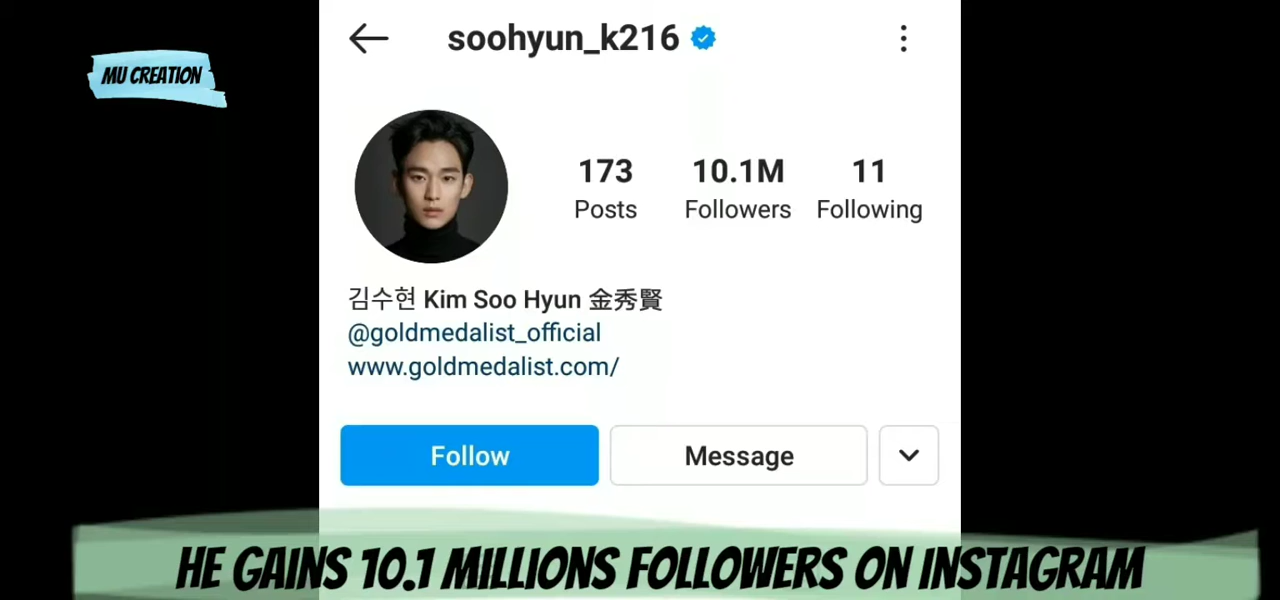 soohyun_k216
MU CREATION
173 10.1M 11
Posts Followers Following
김수현 Kim Soo Hyun 金秀賢
@goldmedalist_official
www.goldmedalist.com/
Follow Message
HE GAINS 10.1 MILLIONS FOLLOWERS ON INSTAGRAM